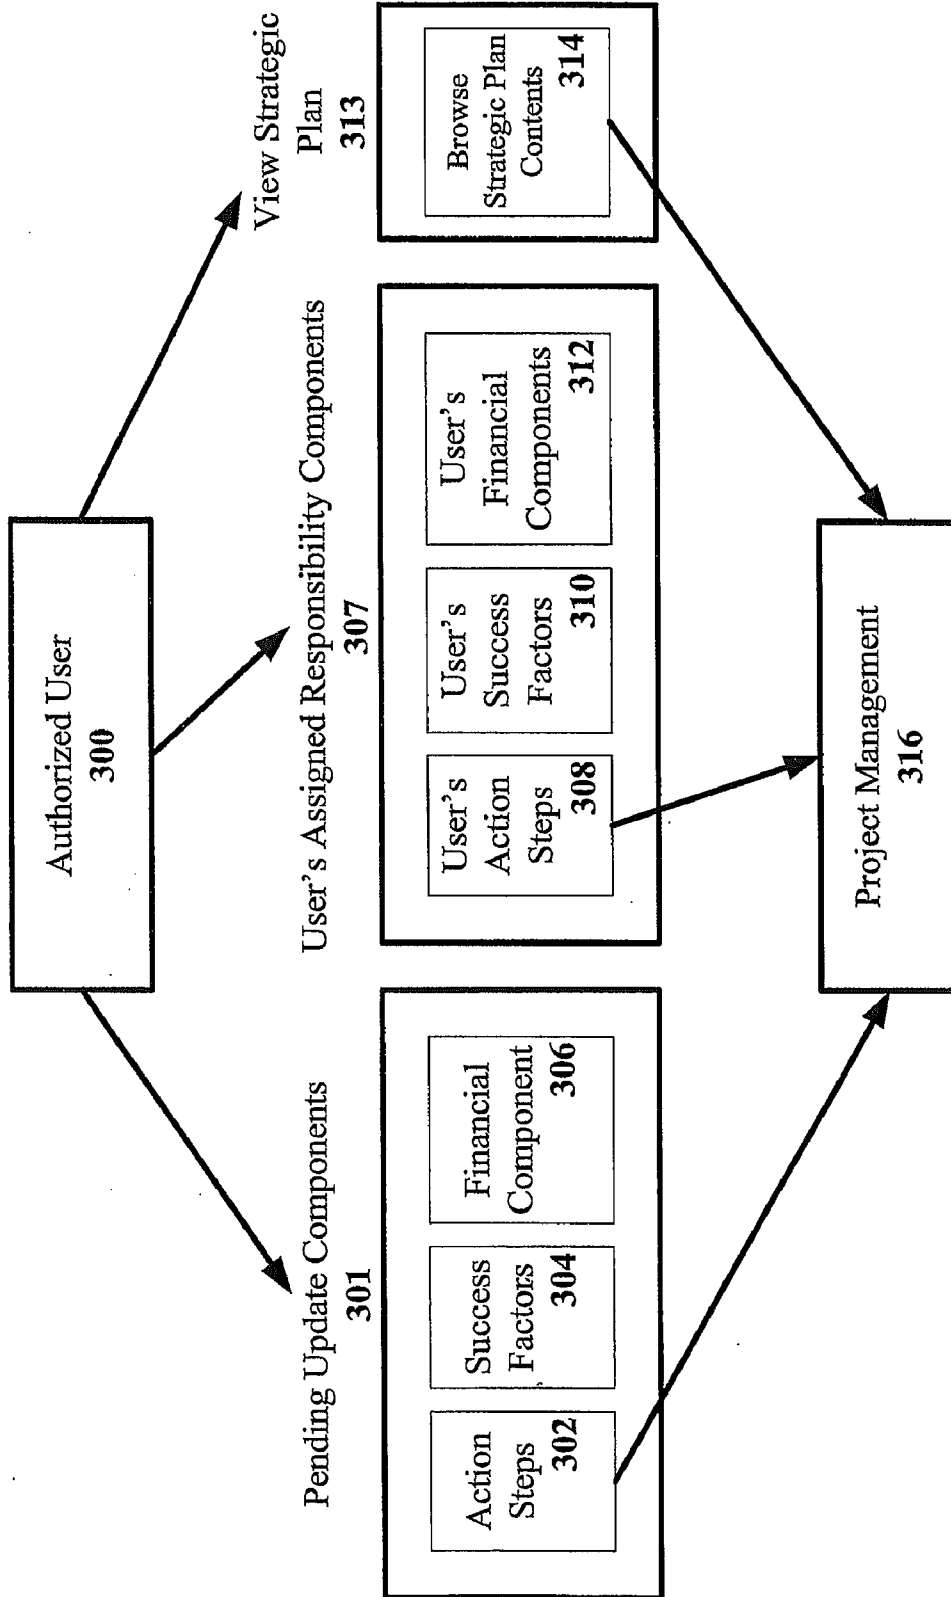 Authorized User
300
Pending Update Components
301
Action
Steps
302
Success
Factors
304
Financial
Component
306
User's Assigned Responsibility Components
307
User's
Action
Steps
308
User's
Success
Factors
310
User's
Financial
Components
312
View Strategic
Plan
313
Browse
Strategic Plan
Contents
314
Project Management
316